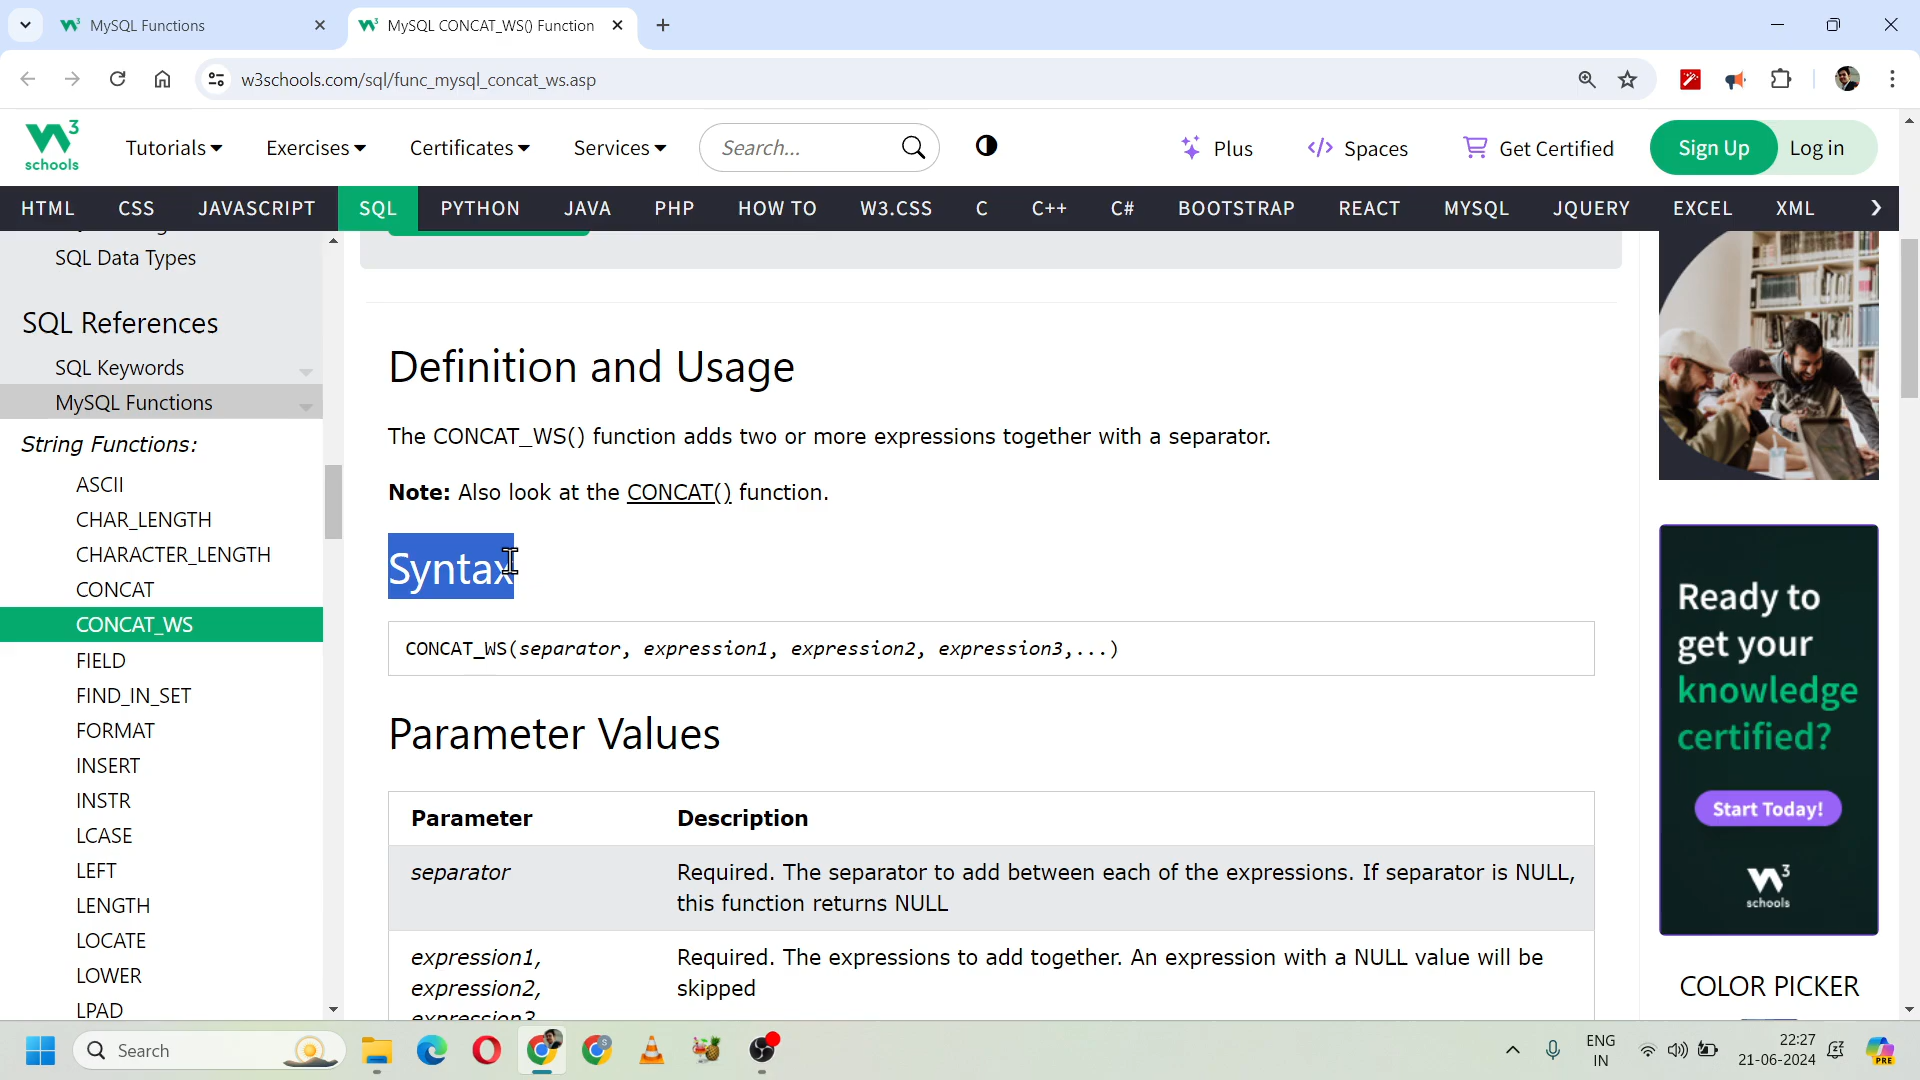 MySQL Functions
MySQL CONCAT_WS() Function
w3schools.com/sql/func_mysql_concat_ws.asp
3
schools
Tutorials
Exercises
Certificates
Services
Search...
Plus
Spaces
Get Certified
Sign Up
Log in
HTML CSS JAVASCRIPT SQL PYTHON JAVA PHP HOW TO W3.CSS C C++ C# BOOTSTRAP REACT MYSQL JQUERY EXCEL XML
SQL Data Types
SQL References
SQL Keywords
MySQL Functions
String Functions:
ASCII
CHAR_LENGTH
CHARACTER_LENGTH
CONCAT
CONCAT_WS
FIELD
FIND_IN_SET
FORMAT
INSERT
INSTR
LCASE
LEFT
LENGTH
LOCATE
LOWER
LPAD
Definition and Usage
The CONCAT_WS() function adds two or more expressions together with a separator.
Note: Also look at the CONCAT() function.
Syntax
CONCAT_WS(separator, expression1, expression2, expression3,...)
Parameter Values
Parameter Description
separator Required. The separator to add between each of the expressions. If separator is NULL,
this function returns NULL
expression1, Required. The expressions to add together. An expression with a NULL value will be
expression2, skipped
expression3
Ready to
get your
knowledge
certified?
Start Today!
3
schools
COLOR PICKER
Search
ENG
IN
22:27
21-06-2024
PRE